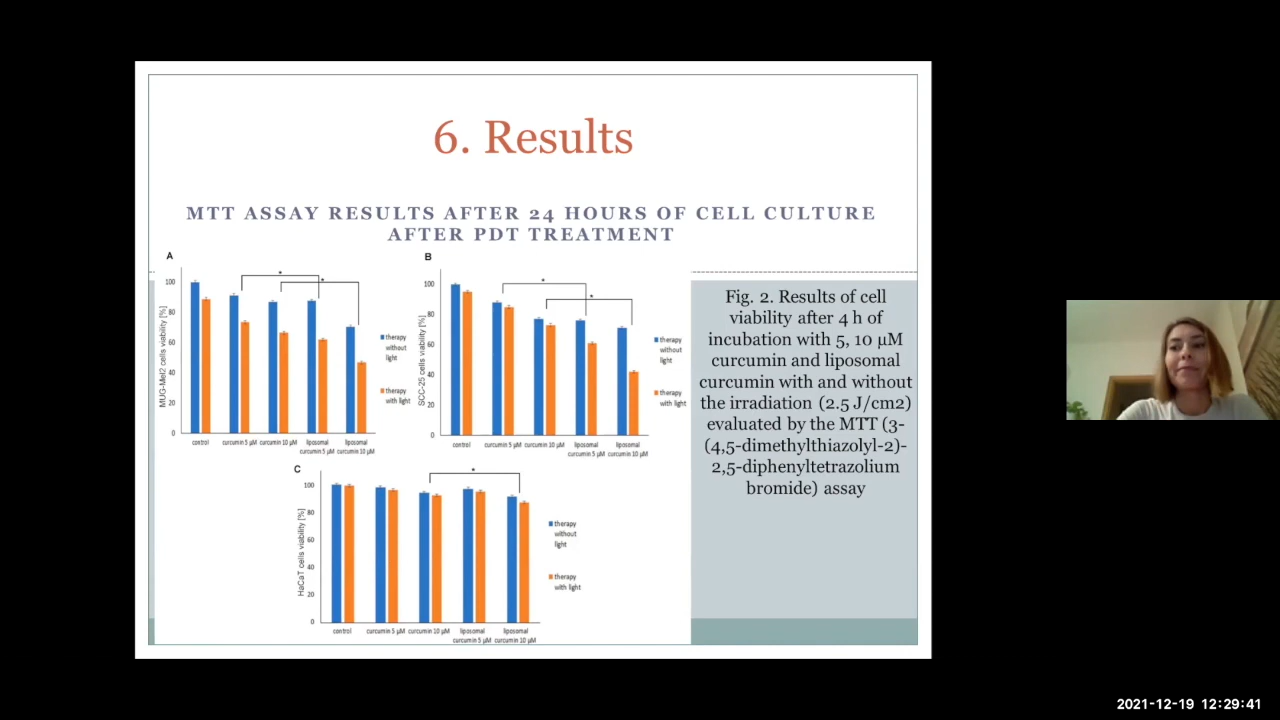 6. Results
MTT ASSAY RESULTS AFTER 24 HOURS OF CELL CULTURE
AFTER PDT TREATMENT
A
MUG-Mel2 cells viability [%]
100
80
60
40
20
0
control
curcumin 5 µM
curcumin 10 µM
liposomal
curcumin 5 µM
liposomal
curcumin 10 µM
*
*
therapy
without
light
therapy
with light
B
SCC-25 cells viability [%]
100
80
60
40
20
0
control
curcumin 5 µM
curcumin 10 µM
liposomal
curcumin 5 µM
liposomal
curcumin 10 µM
*
*
therapy
without
light
therapy
with light
C
HaCaT cells viability [%]
100
80
60
40
20
0
control
curcumin 5 µM
curcumin 10 µM
liposomal
curcumin 5 µM
liposomal
curcumin 10 µM
*
therapy
without
light
therapy
with light
Fig. 2. Results of cell
viability after 4 h of
incubation with 5, 10 µM
curcumin and liposomal
curcumin with and without
the irradiation (2.5 J/cm2)
evaluated by the MTT (3-
(4,5-dimethylthiazolyl-2)-
2,5-diphenyltetrazolium
bromide) assay
2021-12-19 12:29:41